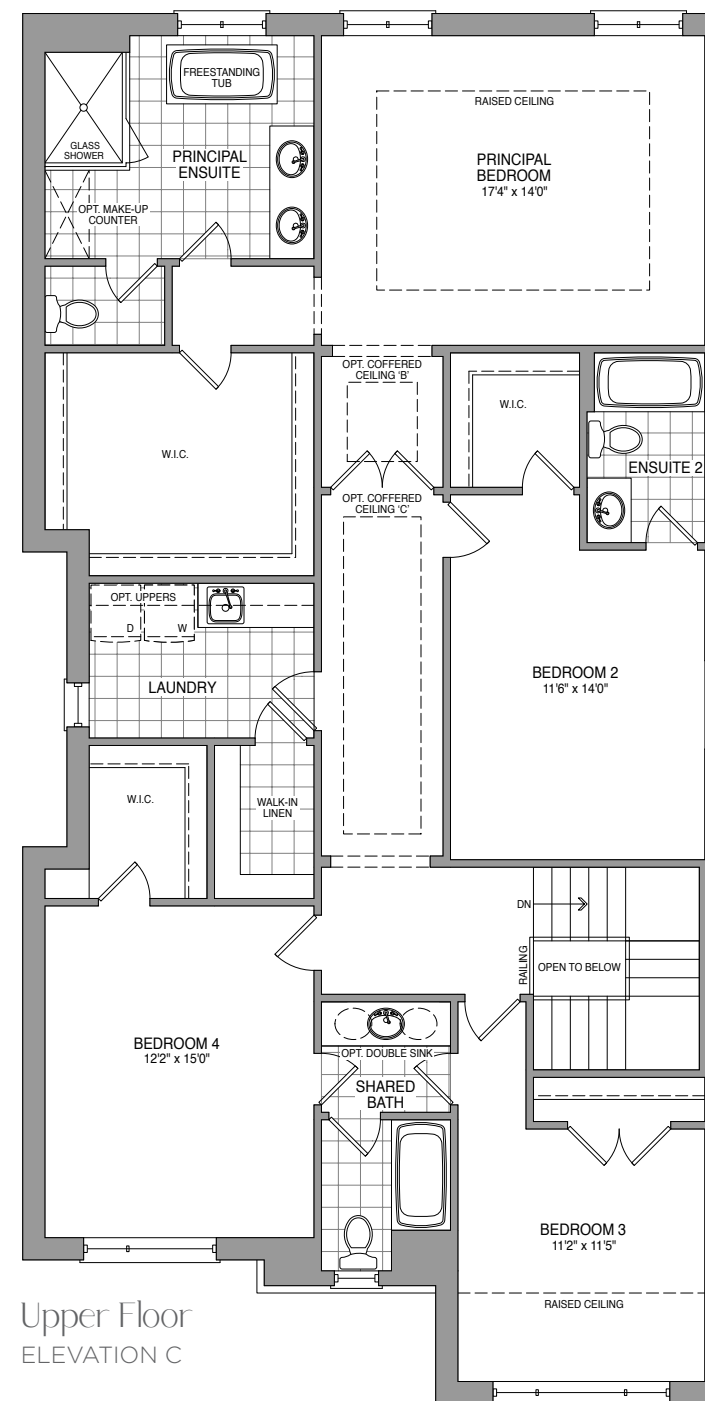 FREESTANDING
TUB
GLASS
SHOWER
PRINCIPAL
ENSUITE
OPT. MAKE-UP
COUNTER
RAISED CEILING
PRINCIPAL
BEDROOM
17'4" x 14'0"
OPT. COFFERED
CEILING 'B'
W.I.C.
W.I.C.
ENSUITE 2
OPT. COFFERED
CEILING 'C'
OPT. UPPERS
D
W
LAUNDRY
BEDROOM 2
11'6" x 14'0"
W.I.C.
WALK-IN
LINEN
DN
RAILING
OPEN TO BELOW
BEDROOM 4
12'2" x 15'0"
OPT. DOUBLE SINK
SHARED
BATH
BEDROOM 3
11'2" x 11'5"
RAISED CEILING
Upper Floor
ELEVATION C